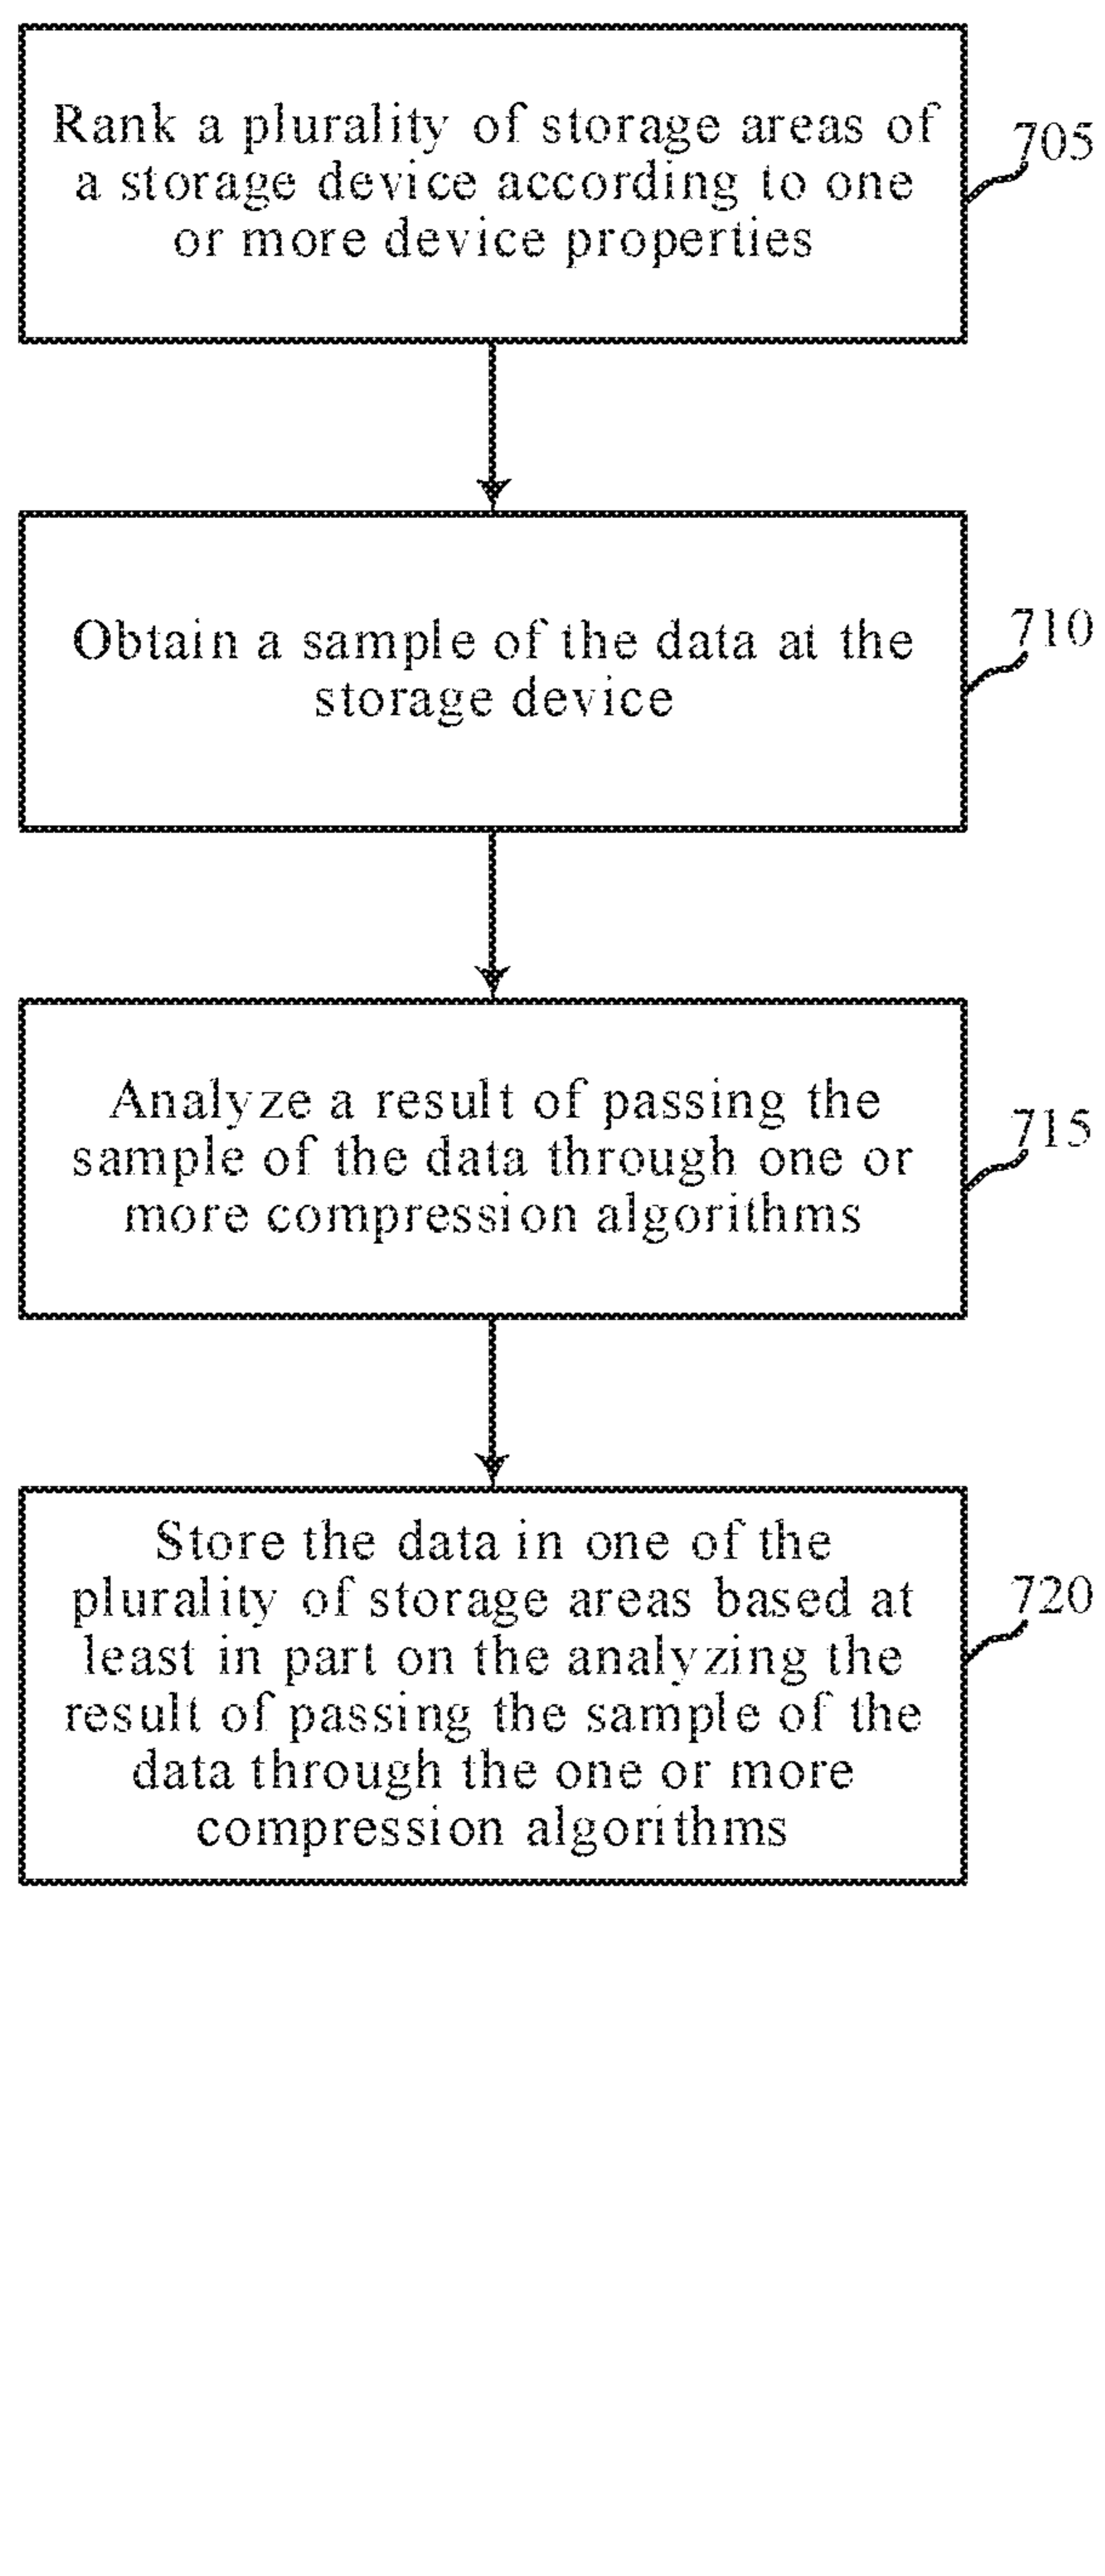 Rank a plurality of storage areas of
a storage device according to one
or more device properties
705
Obtain a sample of the data at the
storage device
710
Analyze a result of passing the
sample of the data through one or
more compression algorithms
715
Store the data in one of the
plurality of storage areas based at
least in part on the analyzing the
result of passing the sample of the
data through the one or more
compression algorithms
720